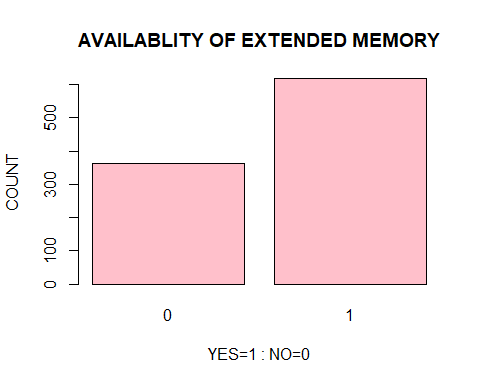 AVAILABLITY OF EXTENDED MEMORY
COUNT
500
300
100
0
0 1
YES=1 : NO=0